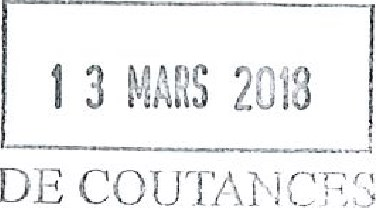 13 MARS 2018
DE COUTANCES